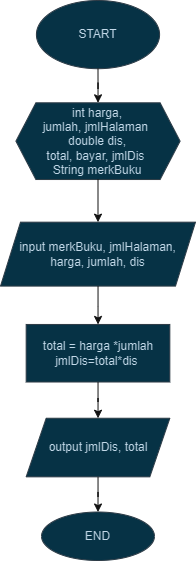 START
int harga,
jumlah, jmlHalaman
double dis,
total, bayar, jmlDis
String merkBuku
input merkBuku, jmlHalaman,
harga, jumlah, dis
total = harga *jumlah
jmlDis=total*dis
output jmlDis, total
END